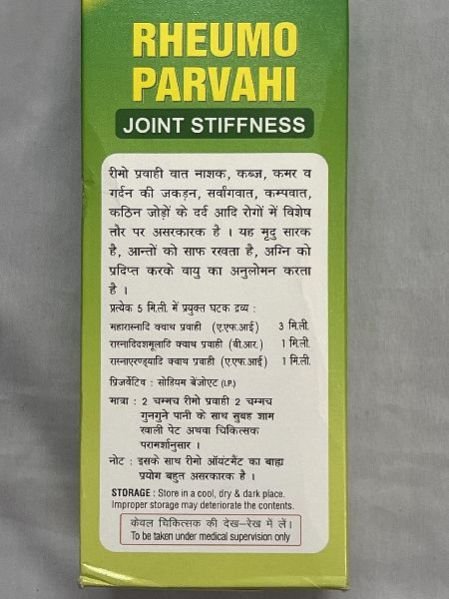 RHEUMO
PARVAHI
JOINT STIFFNESS
रीमो प्रवाही वात नाशक, कब्ज, कमर व
गर्दन की जकड़न, सर्वांगवात, कम्पवात,
कठिन जोड़ों के दर्द आदि रोगों में विशेष
तौर पर असरकारक है । यह मृदु सारक
है, आन्तों को साफ रखता है, अग्नि को
प्रदिप्त करके वायु का अनुलोमन करता
है ।
प्रत्येक 5 मि.ली. में प्रयुक्त घटक द्रव्य :
महारास्नादि क्वाथ प्रवाही (ए.एफ.आई) 3 मि.ली.
रास्नादिदशमूलादि क्वाथ प्रवाही (बी.आर.) 1 मि.ली.
रास्नाएरण्डयादि क्वाथ प्रवाही (ए.एफ.आई) 1 मि.ली.
प्रिजर्वेटिव : सोडियम बेंजोएट (I.P.)
मात्रा : 2 चम्मच रीमो प्रवाही 2 चम्मच
गुनगुने पानी के साथ सुबह शाम
खाली पेट अथवा चिकित्सक
परामर्शानुसार ।
नोट : इसके साथ रीमो ऑयंटमैंट का बाह्य
प्रयोग बहुत असरकारक है ।
STORAGE : Store in a cool, dry & dark place.
Improper storage may deteriorate the contents.
केवल चिकित्सक की देख-रेख में लें।
To be taken under medical supervision only